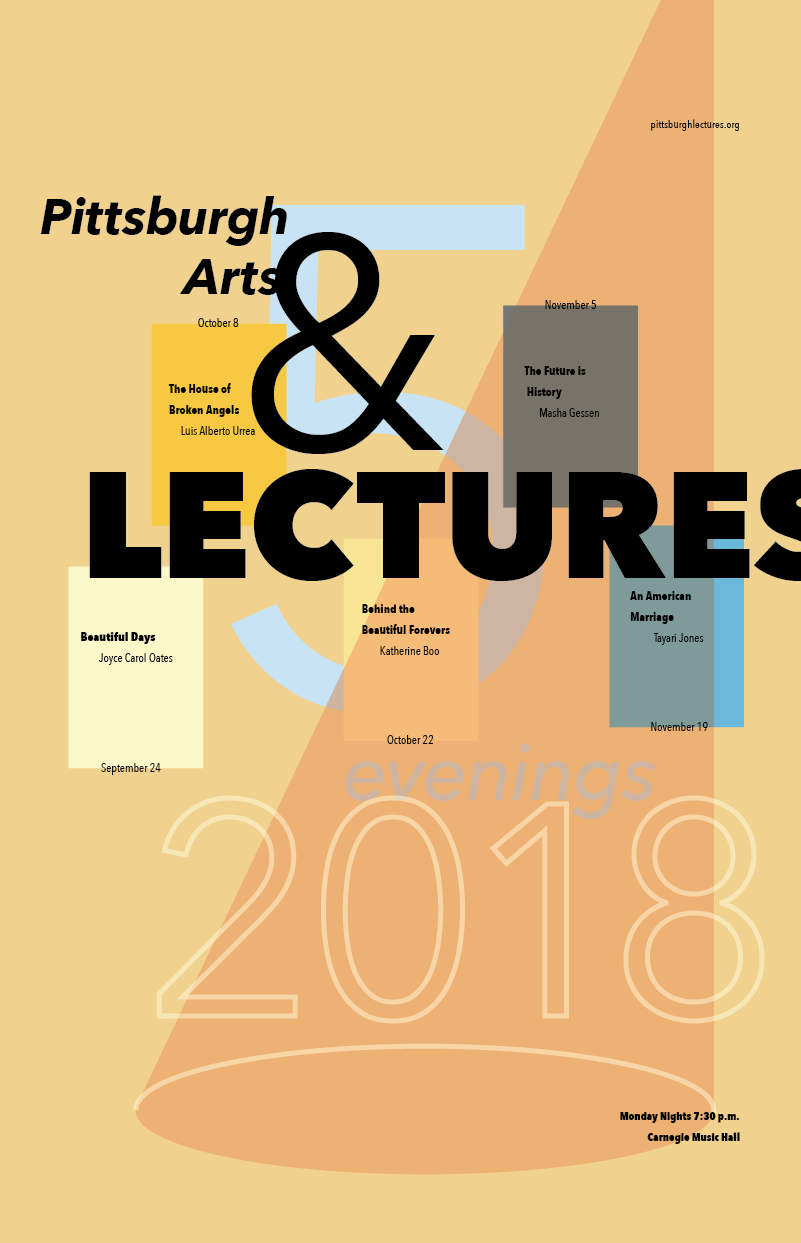 pittsburghlectures.org
Pittsburgh
Arts
&
LECTURES
5
evenings
2018
October 8
The House of
Broken Angels
Luis Alberto Urrea
November 5
The Future is
History
Masha Gessen
Beautiful Days
Joyce Carol Oates
September 24
Behind the
Beautiful Forevers
Katherine Boo
October 22
An American
Marriage
Tayari Jones
November 19
Monday Nights 7:30 p.m.
Carnegie Music Hall